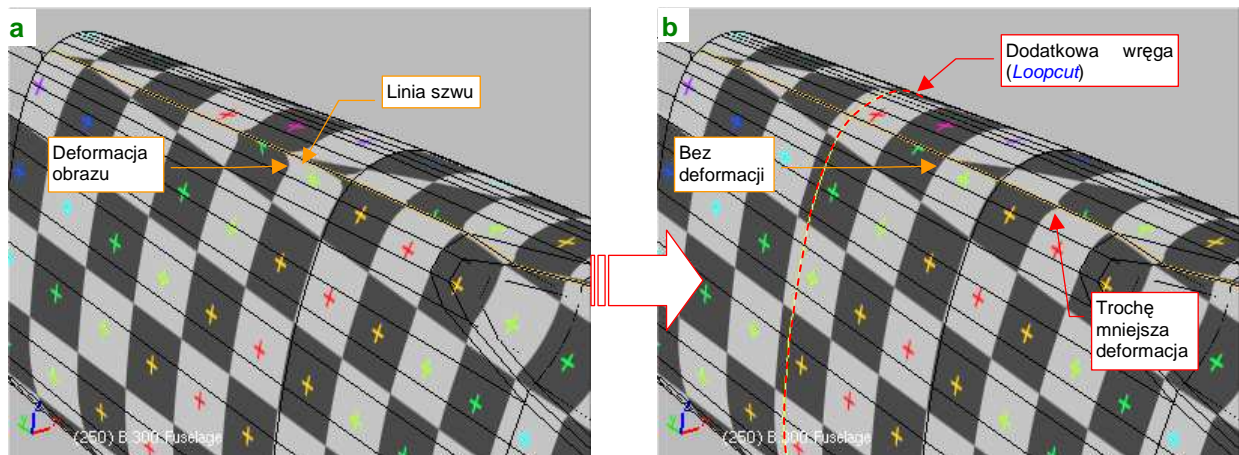 a
Linia szwu
Deformacja
obrazu
(250) B.300.Fuselage
b
Dodatkowa wręga
(Loopcut)
Bez
deformacji
Trochę
mniejsza
deformacja
(250) B.300.Fuselage